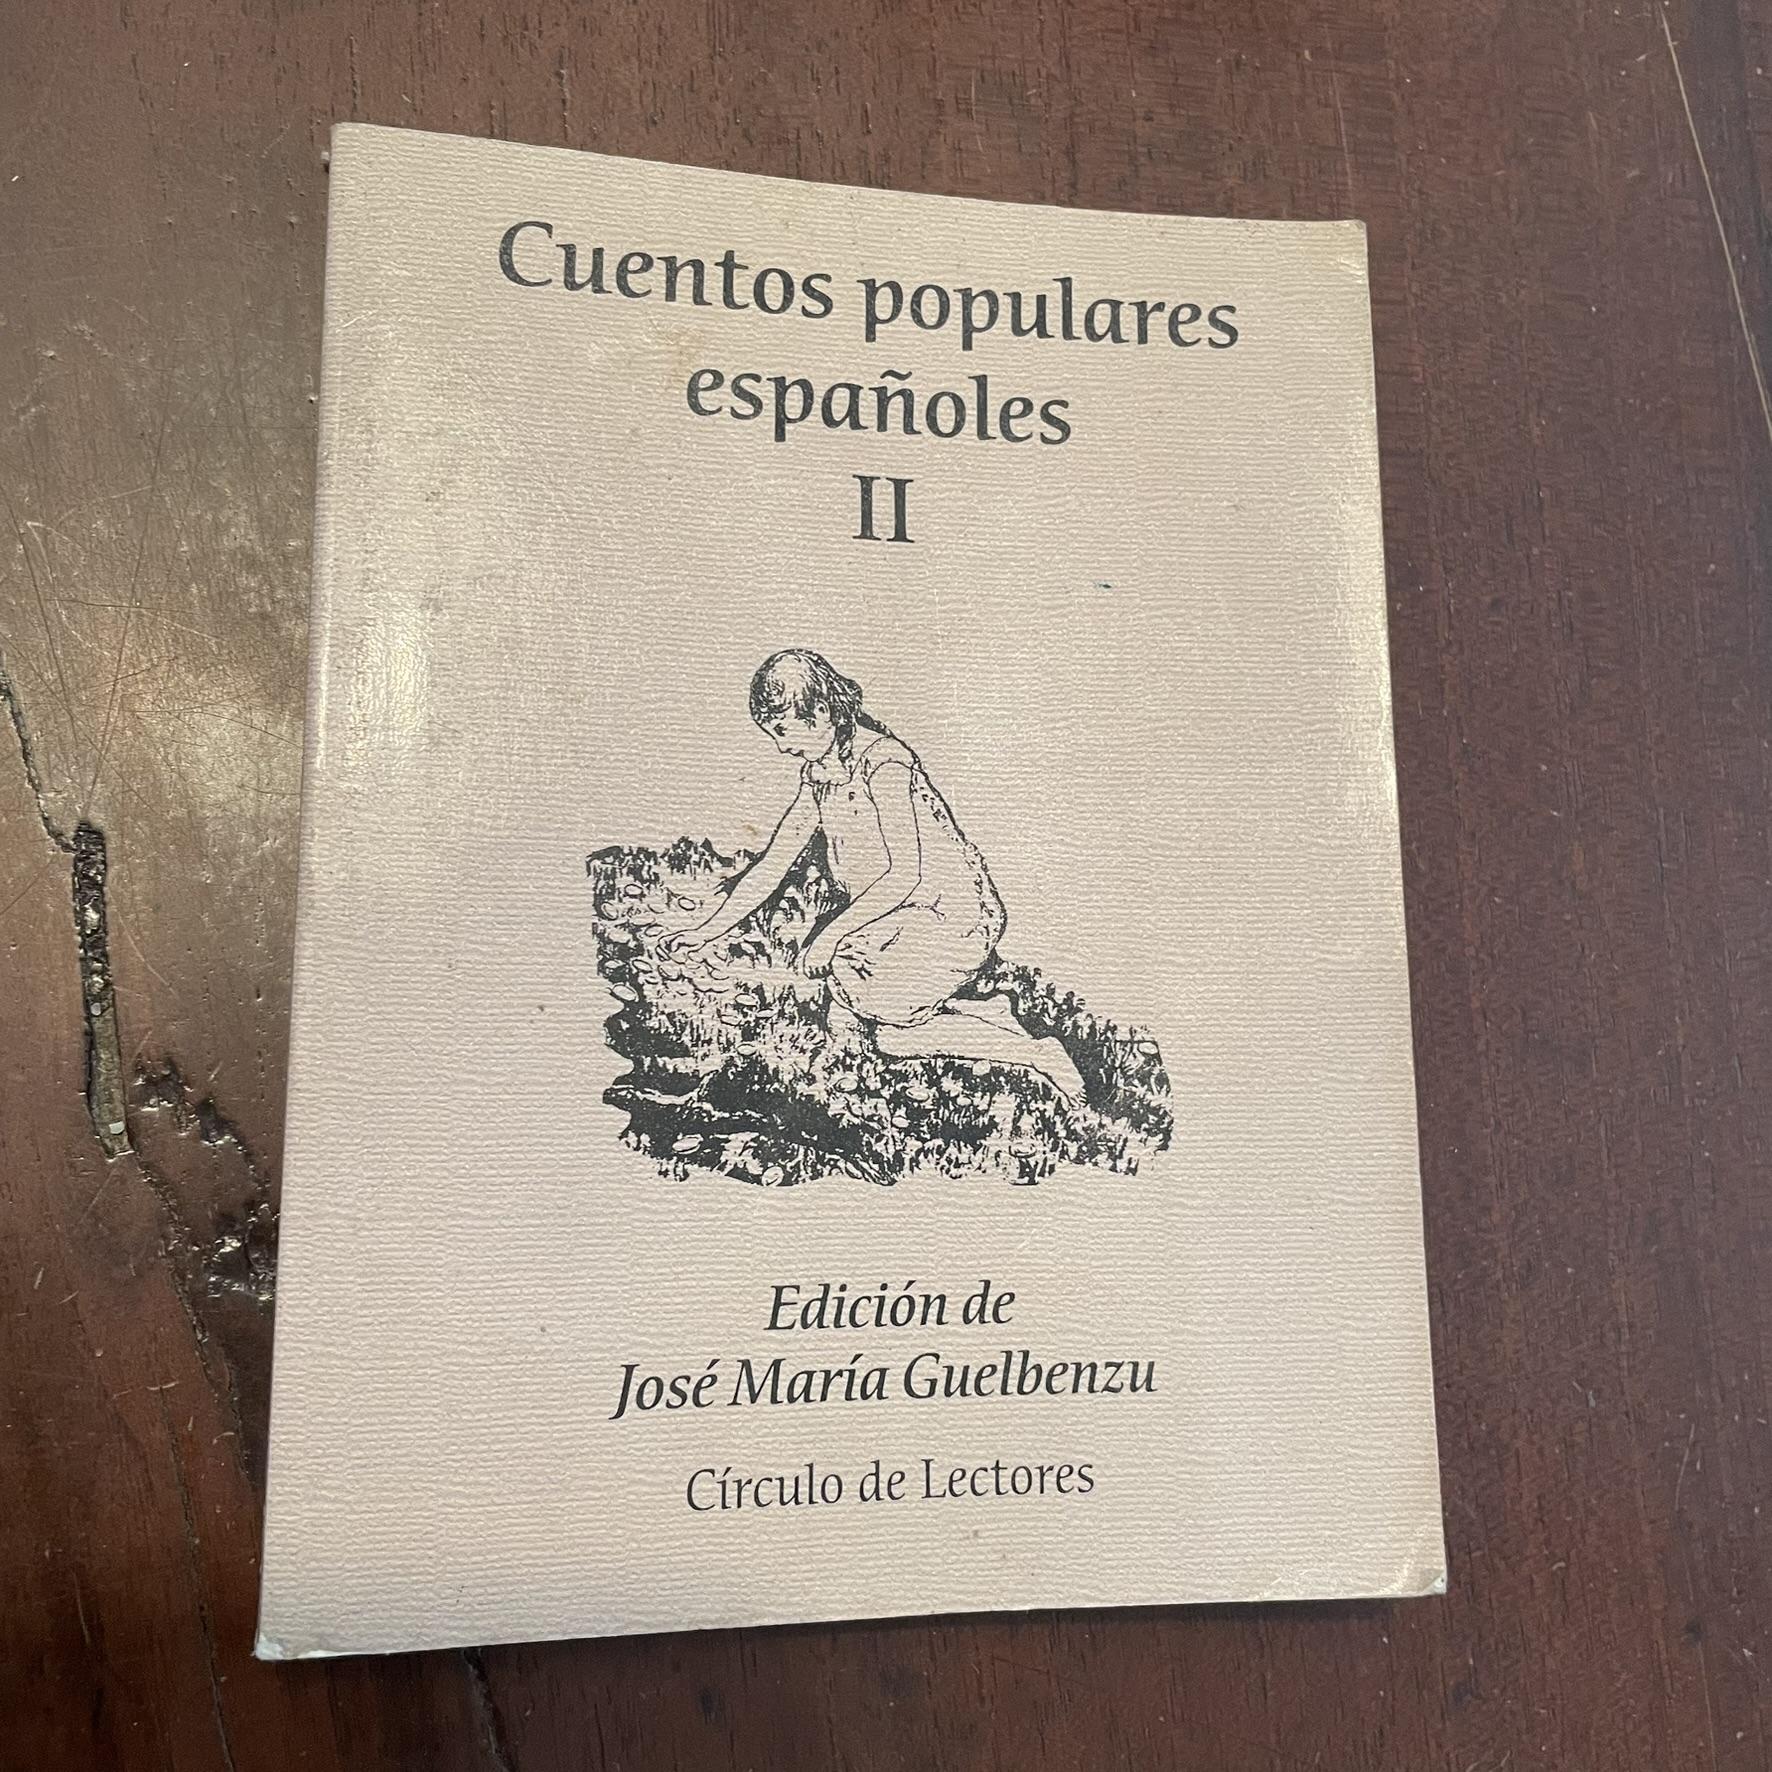 Cuentos populares
españoles
II
Edición de
José María Guelbenzu
Círculo de Lectores